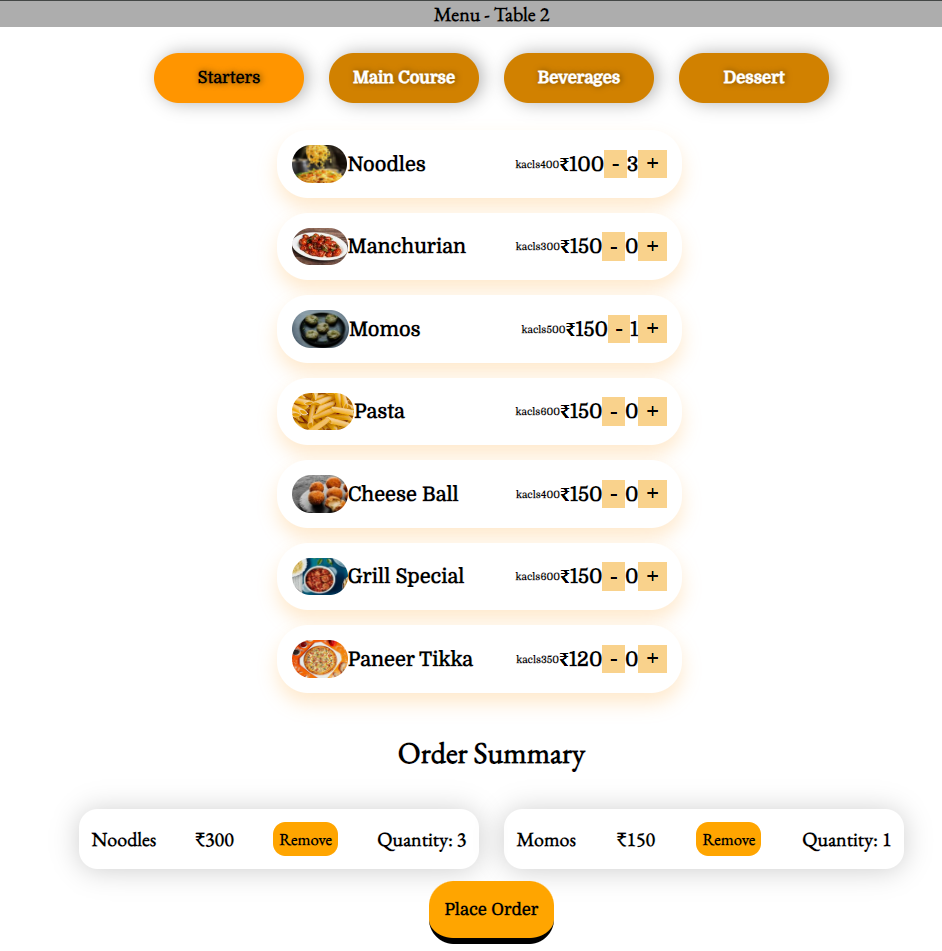 Menu - Table 2
Starters Main Course Beverages Dessert
Noodles kacls400₹100 - 3 +
Manchurian kacls300₹150 - 0 +
Momos kacls500₹150 - 1 +
Pasta kacls600₹150 - 0 +
Cheese Ball kacls400₹150 - 0 +
Grill Special kacls600₹150 - 0 +
Paneer Tikka kacls350₹120 - 0 +
Order Summary
Noodles ₹300 Remove Quantity: 3 Momos ₹150 Remove Quantity: 1
Place Order